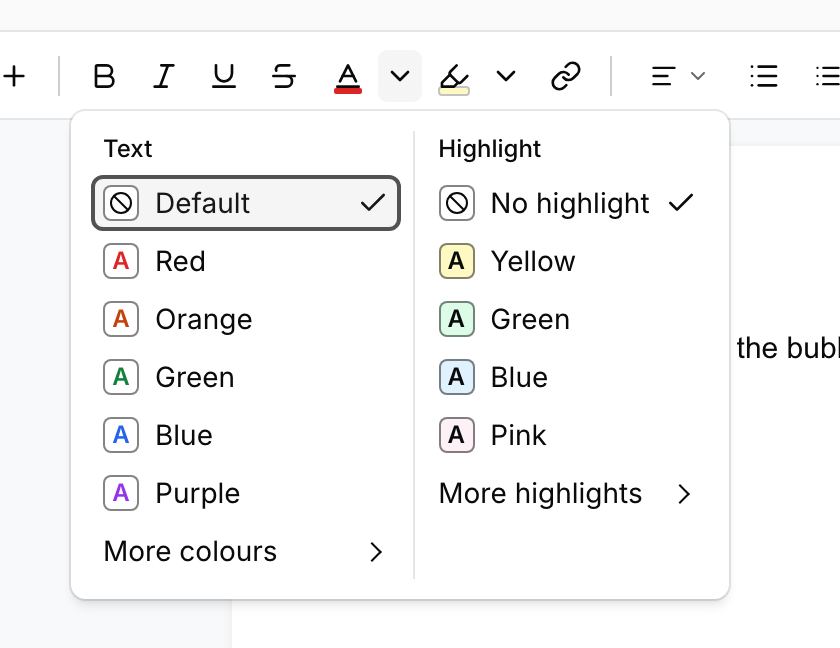 B I U S A
Text
Default
A Red
A Orange
A Green
A Blue
A Purple
More colours
Highlight
No highlight
A Yellow
A Green
A Blue
A Pink
More highlights
the